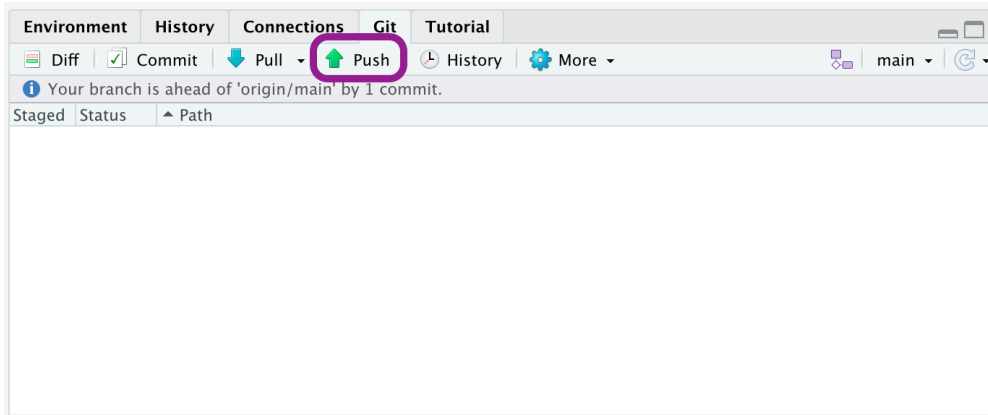 Environment History Connections Git Tutorial
Diff Commit Pull Push History More main
Your branch is ahead of 'origin/main' by 1 commit.
Staged Status Path